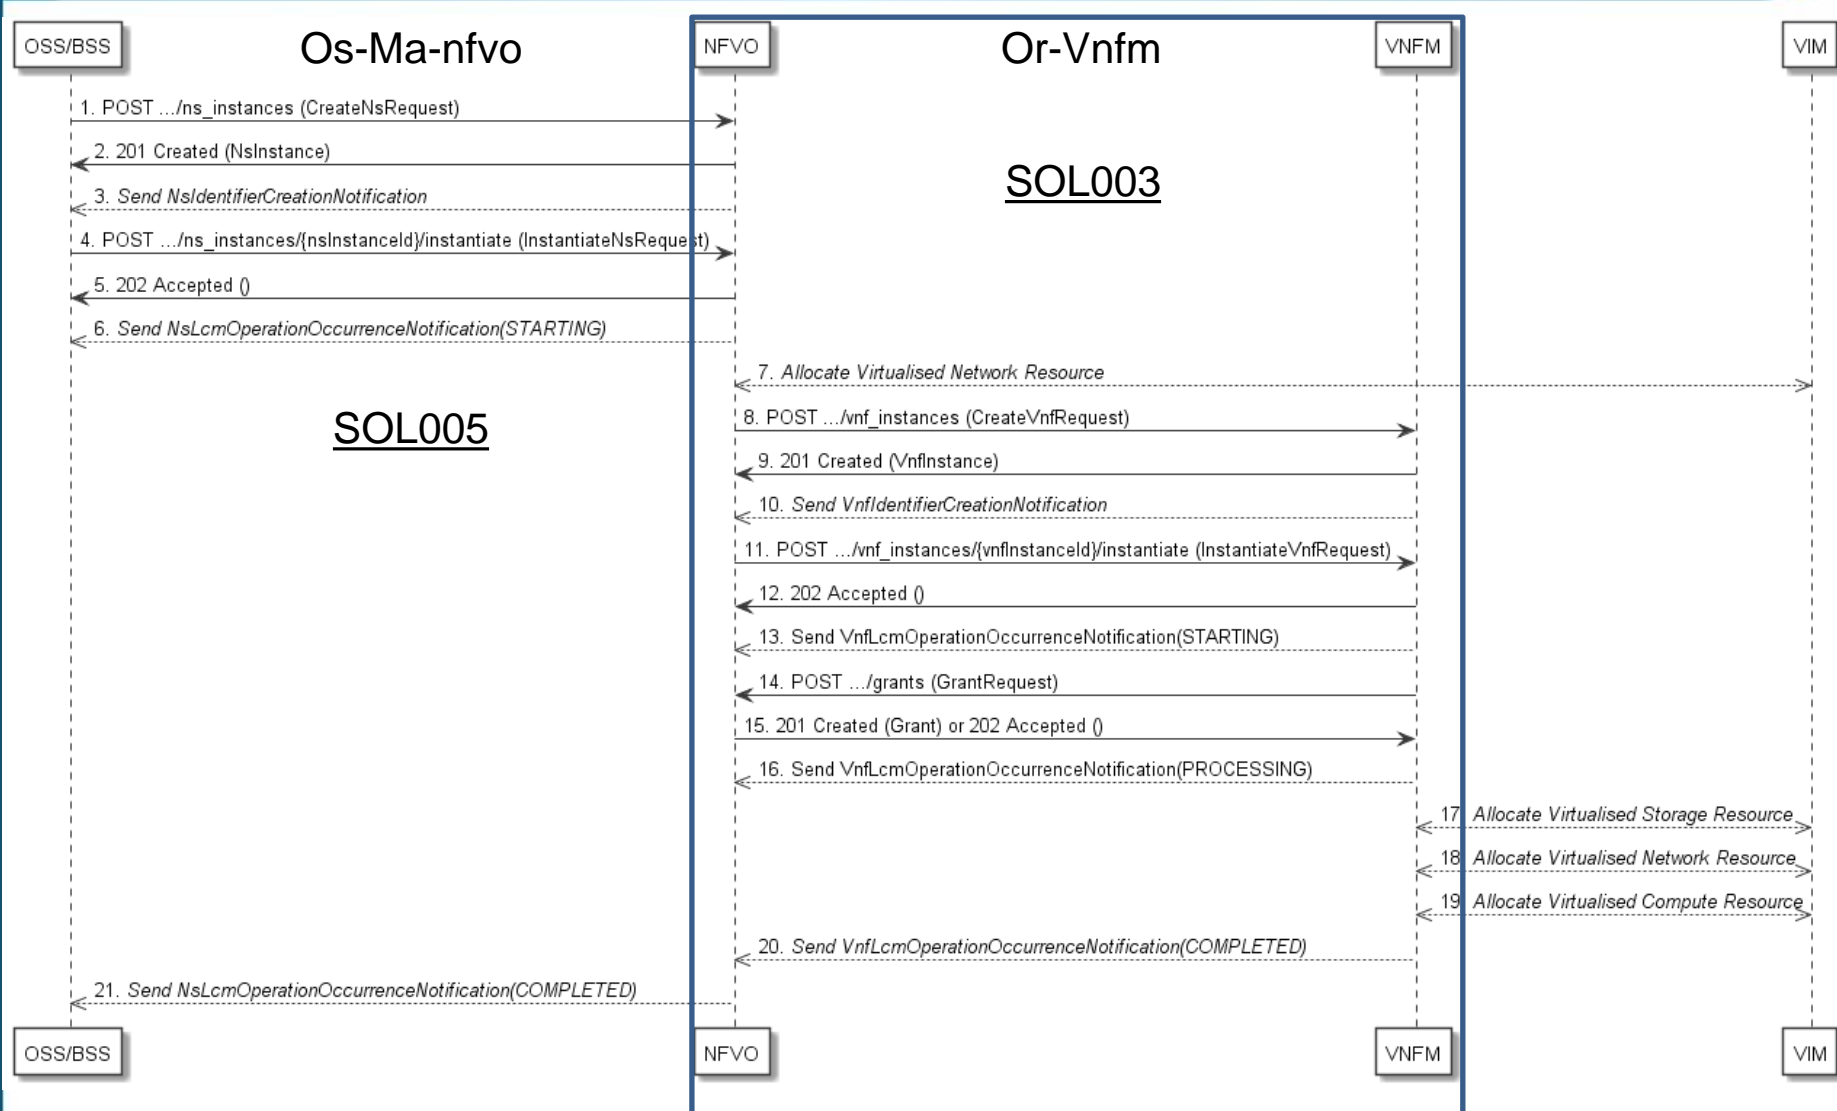 OSS/BSS
Os-Ma-nfvo
NFVO
Or-Vnfm
VNFM
VIM
1. POST .../ns_instances (CreateNsRequest)
2. 201 Created (NsInstance)
SOL003
3. Send NsIdentifierCreationNotification
4. POST .../ns_instances/{nsInstanceId}/instantiate (InstantiateNsRequest)
5. 202 Accepted ()
6. Send NsLcmOperationOccurrenceNotification(STARTING)
7. Allocate Virtualised Network Resource
SOL005
8. POST .../vnf_instances (CreateVnfRequest)
9. 201 Created (VnfInstance)
10. Send VnfIdentifierCreationNotification
11. POST .../vnf_instances/{vnfInstanceId}/instantiate (InstantiateVnfRequest)
12. 202 Accepted ()
13. Send VnfLcmOperationOccurrenceNotification(STARTING)
14. POST .../grants (GrantRequest)
15. 201 Created (Grant) or 202 Accepted ()
16. Send VnfLcmOperationOccurrenceNotification(PROCESSING)
17. Allocate Virtualised Storage Resource
18. Allocate Virtualised Network Resource
19. Allocate Virtualised Compute Resource
20. Send VnfLcmOperationOccurrenceNotification(COMPLETED)
21. Send NsLcmOperationOccurrenceNotification(COMPLETED)
OSS/BSS
NFVO
VNFM
VIM